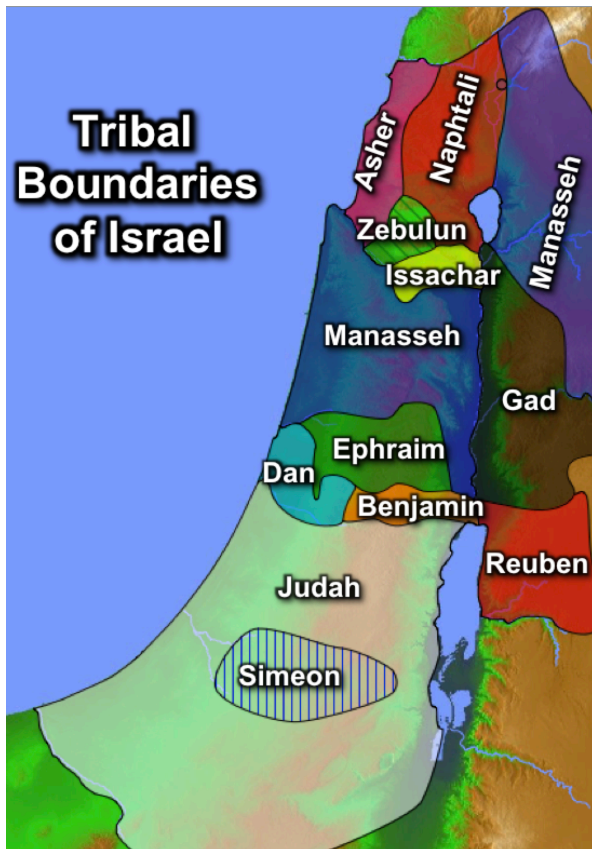 Tribal
Boundaries
of Israel
Asher
Naphtali
Manasseh
Zebulun
Issachar
Manasseh
Gad
Ephraim
Dan
Benjamin
Reuben
Judah
Simeon